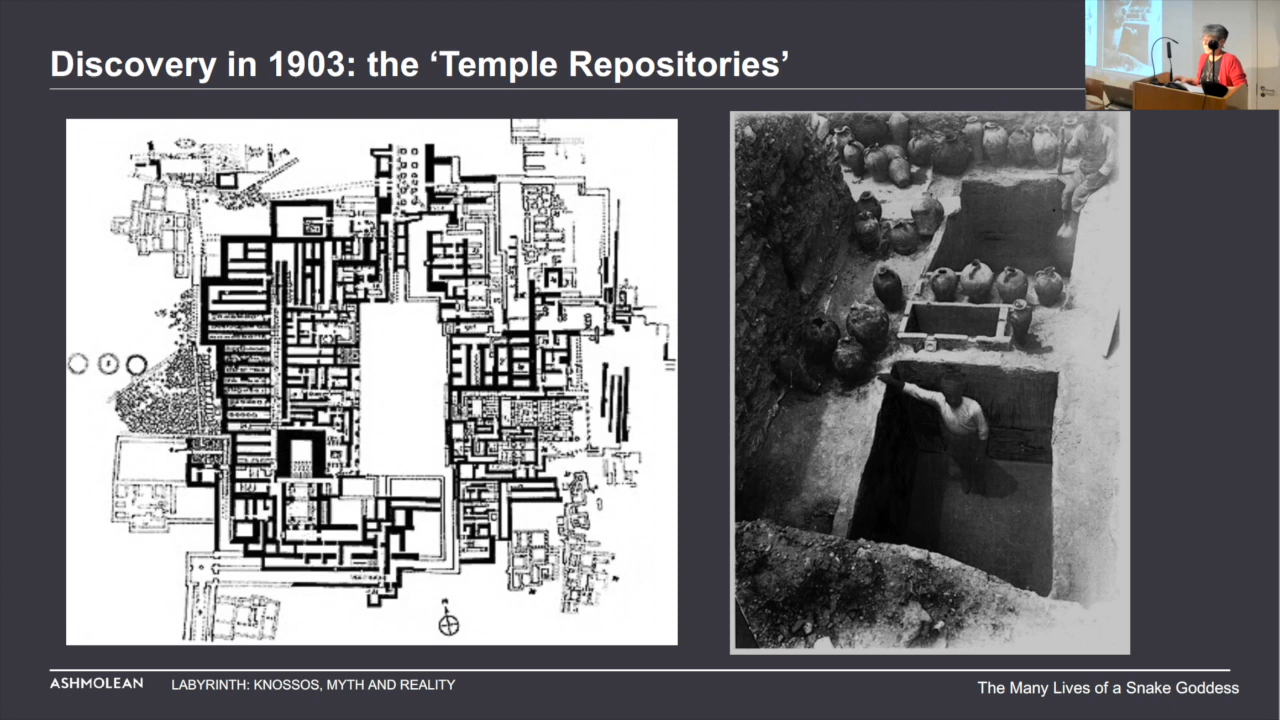 Discovery in 1903: the ‘Temple Repositories’
ASHMOLEAN
LABYRINTH: KNOSSOS, MYTH AND REALITY
The Many Lives of a Snake Goddess